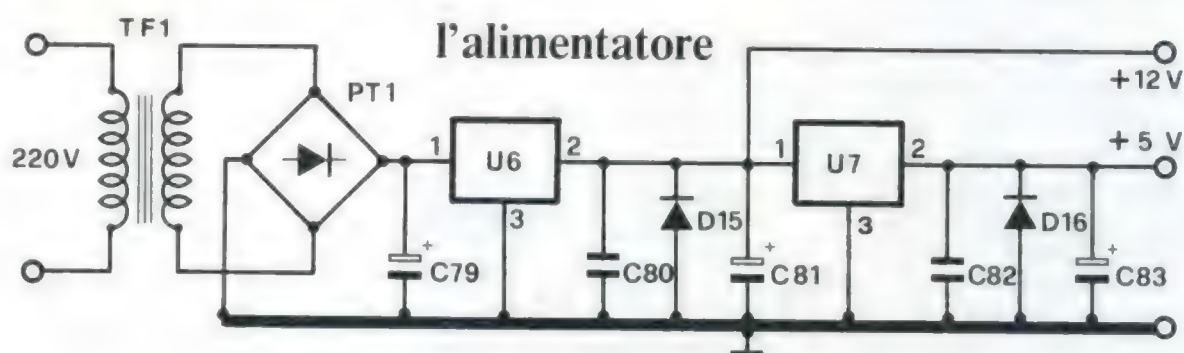 TF1
l'alimentatore
PT1
+12V
+5 V
220V
1
U6
2
3
1
U7
2
3
+
C79
C80
D15
+
C81
C82
D16
+
C83